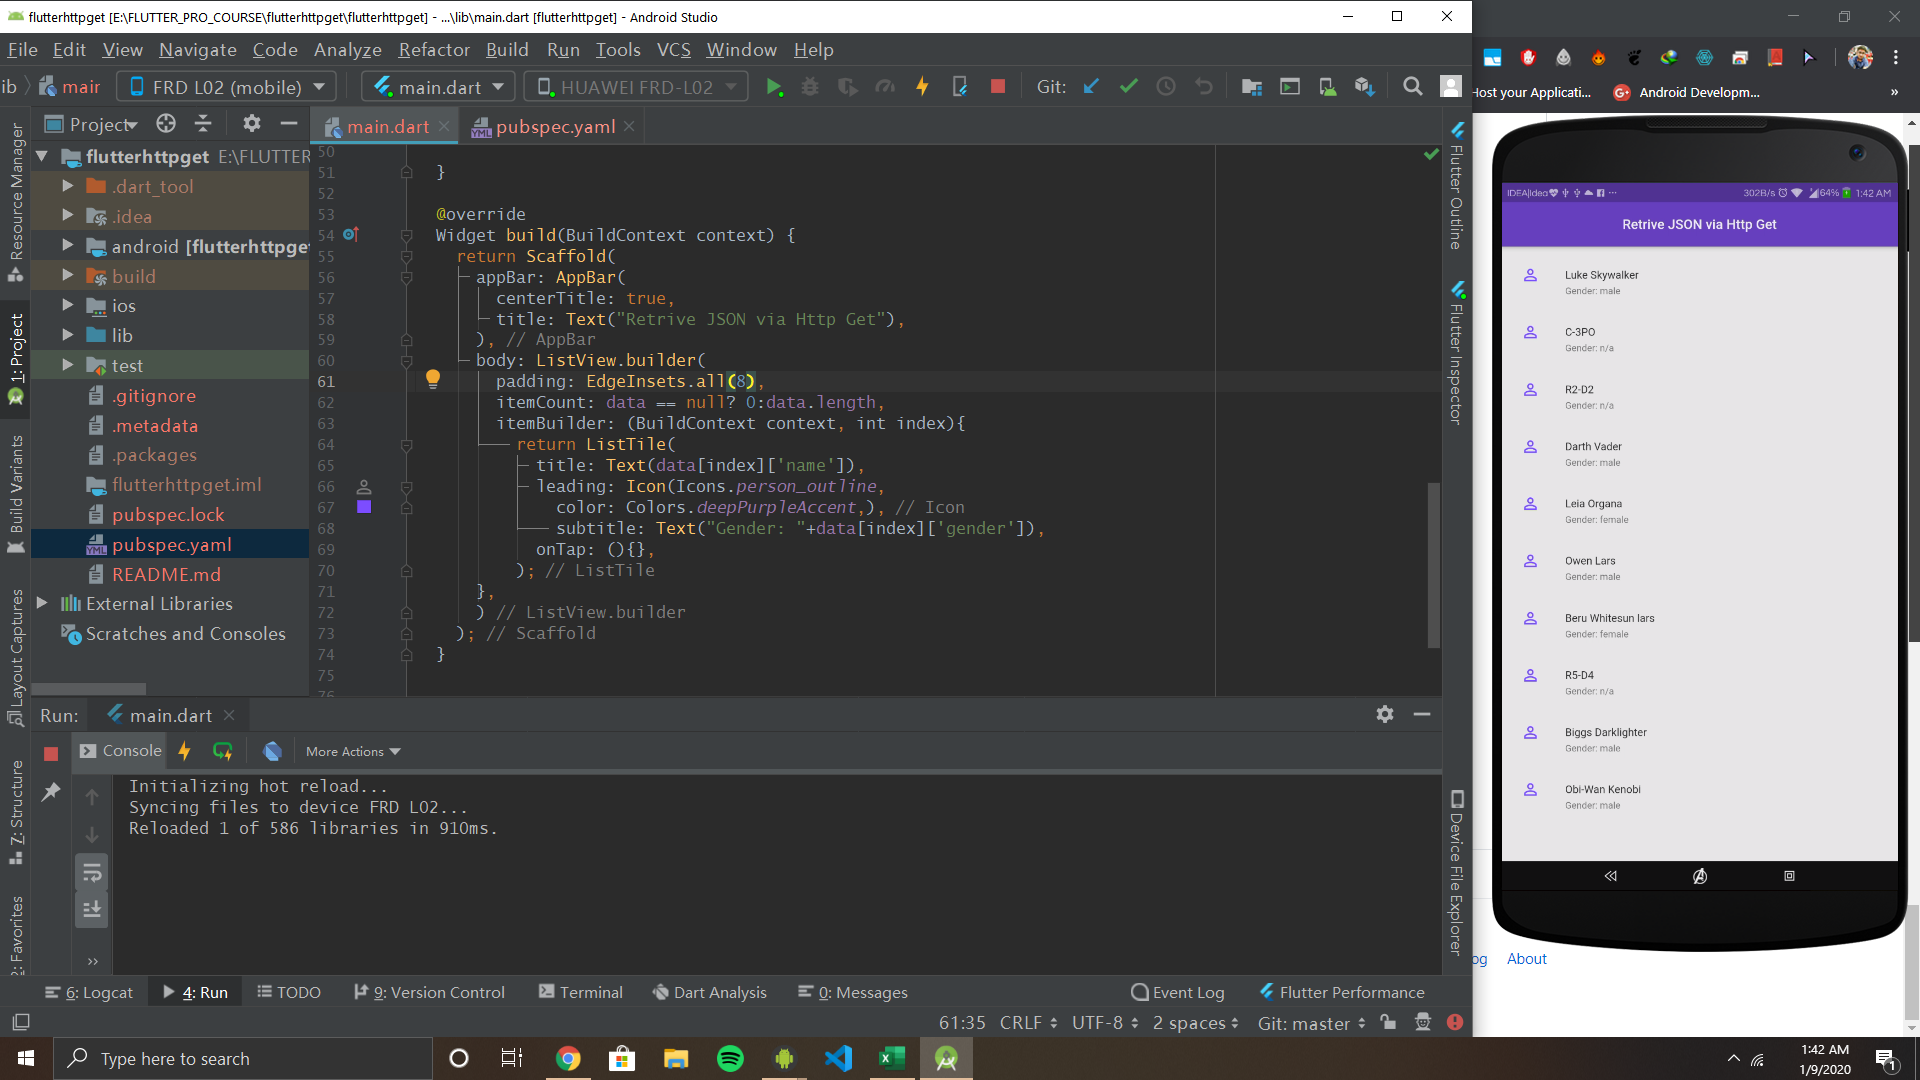 flutterhttpget [E:\FLUTTER_PRO_COURSE\flutterhttpget\flutterhttpget] - ...\lib\main.dart [flutterhttpget] - Android Studio
File Edit View Navigate Code Analyze Refactor Build Run Tools VCS Window Help
ib mair FRD L02 (mobile) main.dart HUAWEI FRD-L02 Git:
Host your Applicati... Android Developm... »
Project main.dart pubspec.yaml
flutterhttpget E:\FLUTTER
.dart_tool
.idea
android [flutterhttpget
build
ios
lib
test
.gitignore
.metadata
.packages
flutterhttpget.iml
pubspec.lock
pubspec.yaml
README.md
External Libraries
Scratches and Consoles
Resource Manager
1: Project
Build Variants
Layout Captures
Z: Structure
2: Favorites
50
51 }
52
53 @override
54 Widget build(BuildContext context) {
55 return Scaffold(
56 appBar: AppBar(
57 centerTitle: true,
58 title: Text("Retrive JSON via Http Get"),
59 ), // AppBar
60 body: ListView.builder(
61 padding: EdgeInsets.all(8),
62 itemCount: data == null? 0:data.length,
63 itemBuilder: (BuildContext context, int index){
64 return ListTile(
65 title: Text(data[index]['name']),
66 leading: Icon(Icons.person_outline,
67 color: Colors.deepPurpleAccent,), // Icon
68 subtitle: Text("Gender: "+data[index]['gender']),
69 onTap: (){},
70 ); // ListTile
71 },
72 ) // ListView.builder
73 ); // Scaffold
74 }
75
76
Flutter Outline
Flutter Inspector
Device File Explorer
Run: main.dart
Console More Actions
Initializing hot reload...
Syncing files to device FRD L02...
Reloaded 1 of 586 libraries in 910ms.
»
6: Logcat 4: Run TODO 9: Version Control Terminal Dart Analysis 0: Messages Event Log Flutter Performance
61:35 CRLF UTF-8 2 spaces Git: master
IDEA|Idea 302B/s 64% 1:42 AM
Retrive JSON via Http Get
Luke Skywalker
Gender: male
C-3PO
Gender: n/a
R2-D2
Gender: n/a
Darth Vader
Gender: male
Leia Organa
Gender: female
Owen Lars
Gender: male
Beru Whitesun lars
Gender: female
R5-D4
Gender: n/a
Biggs Darklighter
Gender: male
Obi-Wan Kenobi
Gender: male
og About
Type here to search
1:42 AM
1/9/2020
1